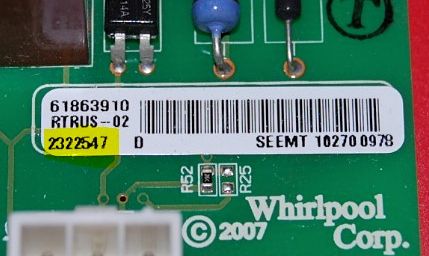 61863910
RTRUS-02
2322547 D SEEMT 10270 0978
R52
R25
© 2007 Whirlpool Corp.
T